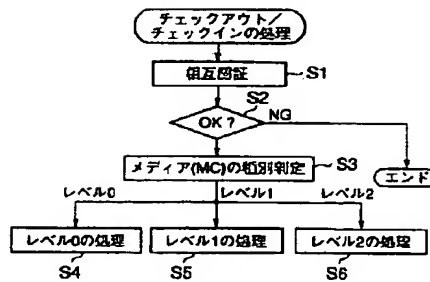 チェックアウト／
チェックインの処理
相互認証
S1
S2
OK？
NG
メディア(MC)の種別判定
S3
エンド
レベル0
レベル1
レベル2
レベル0の処理
レベル1の処理
レベル2の処理
S4
S5
S6